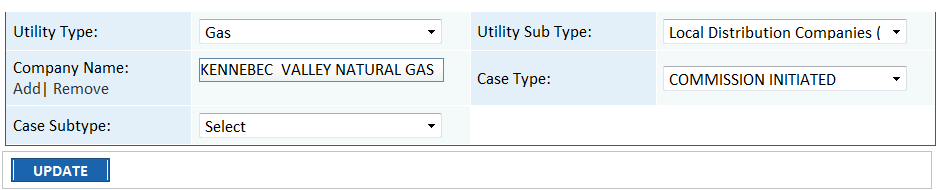 Utility Type: Gas Utility Sub Type: Local Distribution Companies (
Company Name: KENNEBEC VALLEY NATURAL GAS Case Type: COMMISSION INITIATED
Add| Remove
Case Subtype: Select
UPDATE